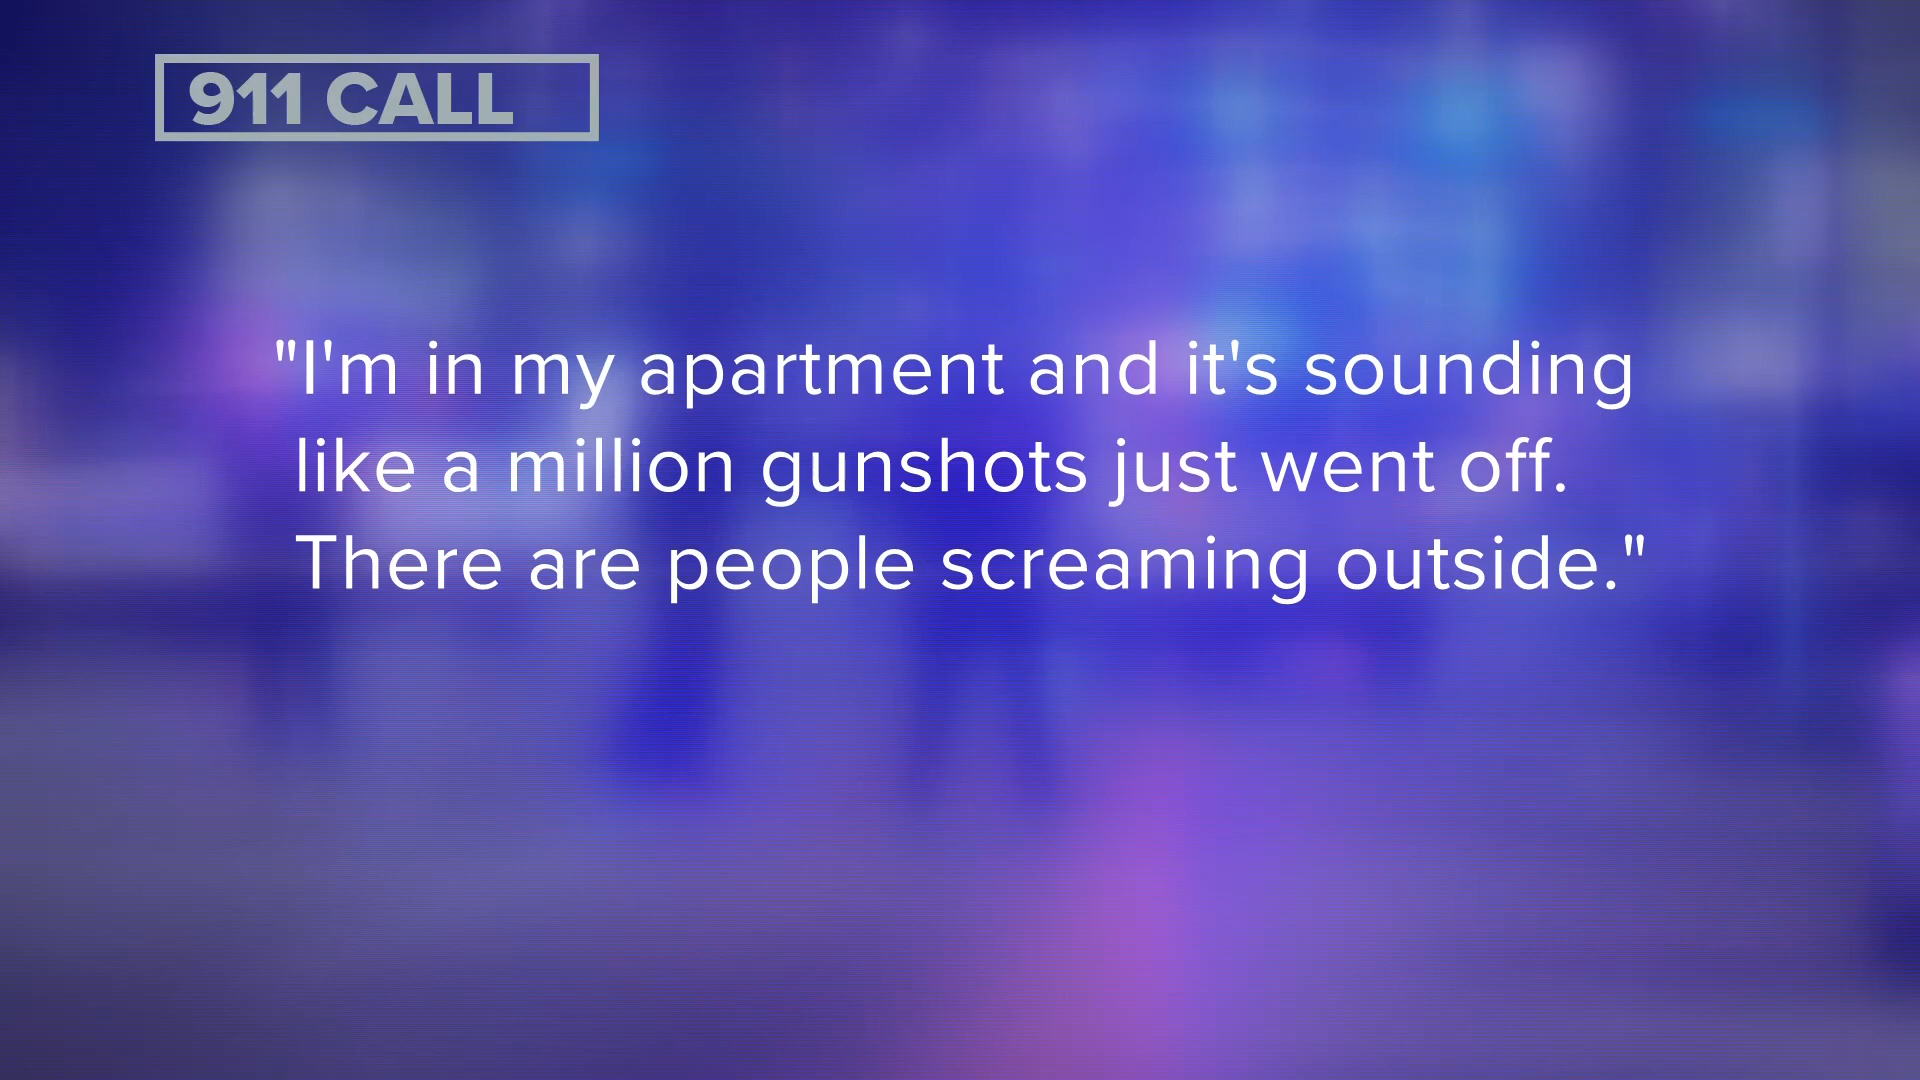 911 CALL
"I'm in my apartment and it's sounding
like a million gunshots just went off.
There are people screaming outside."